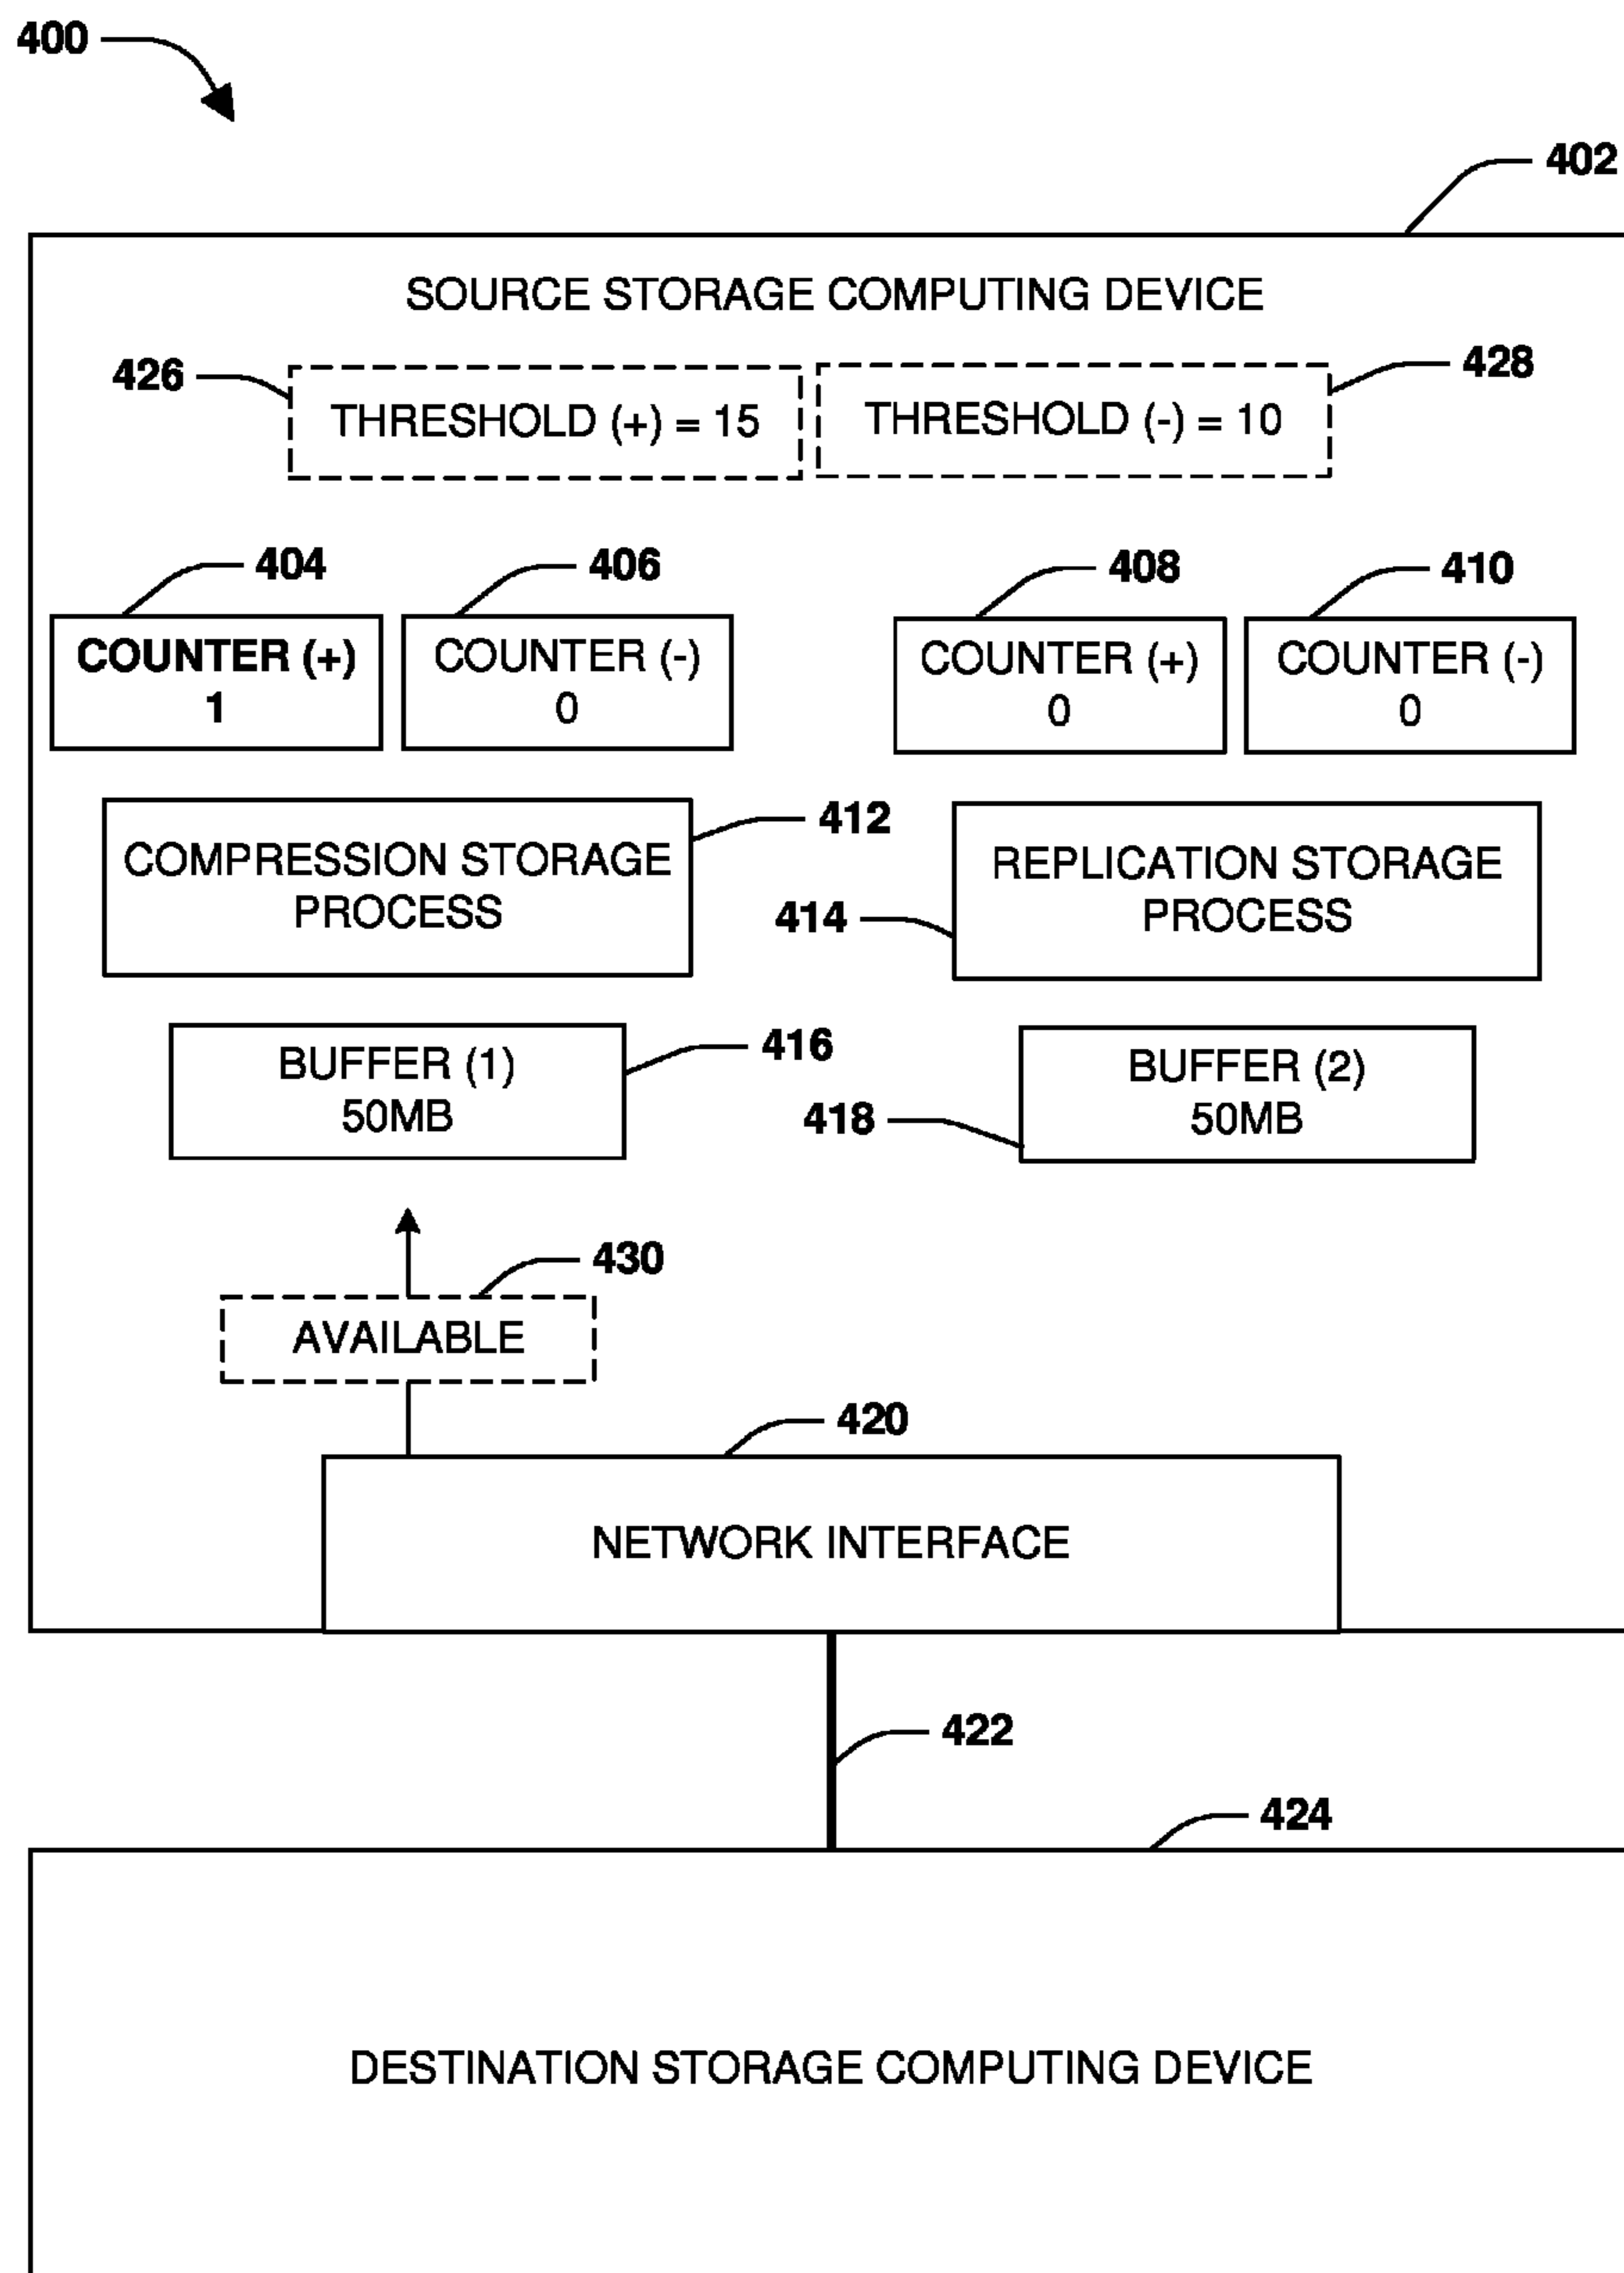 400
402
SOURCE STORAGE COMPUTING DEVICE
426
THRESHOLD (+) = 15
THRESHOLD (-) = 10
428
404
406
408
410
COUNTER (+)
1
COUNTER (-)
0
COUNTER (+)
0
COUNTER (-)
0
COMPRESSION STORAGE
PROCESS
412
414
REPLICATION STORAGE
PROCESS
BUFFER (1)
50MB
416
418
BUFFER (2)
50MB
430
AVAILABLE
420
NETWORK INTERFACE
422
424
DESTINATION STORAGE COMPUTING DEVICE